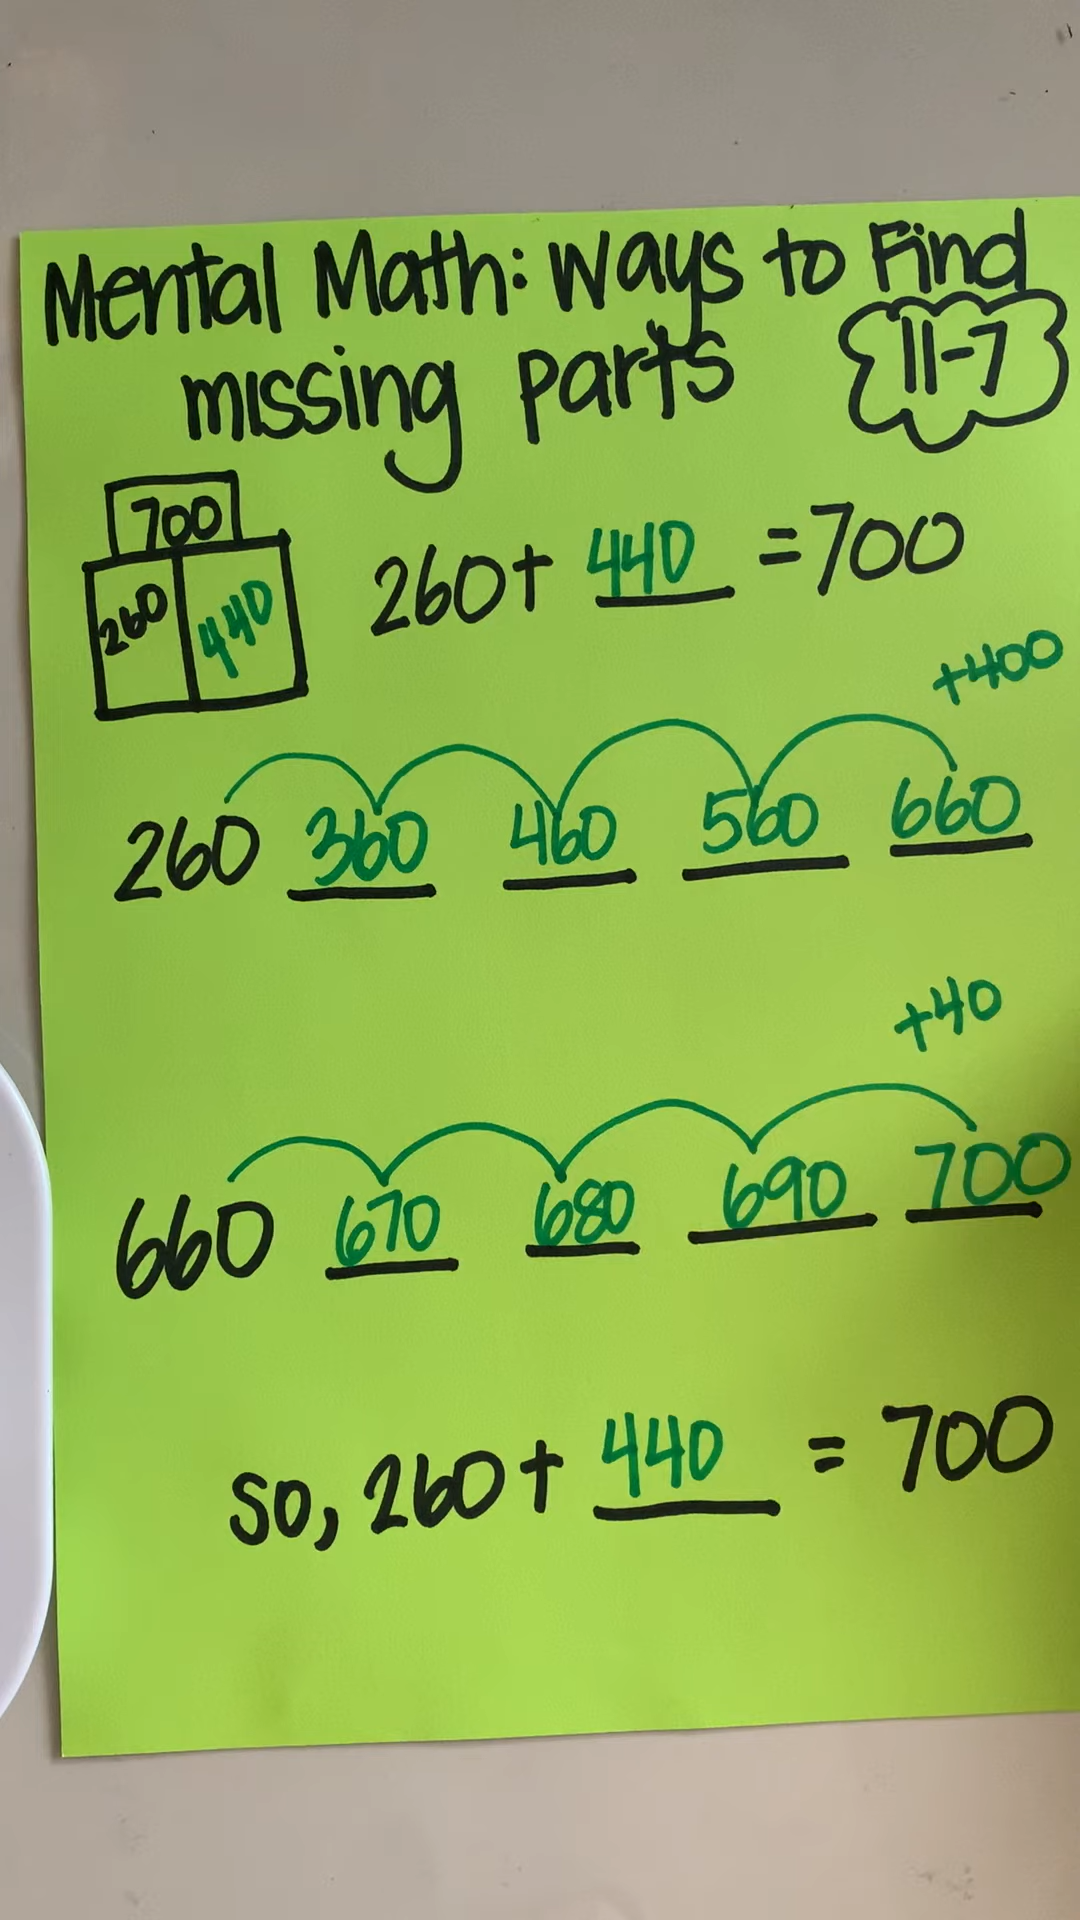 Mental Math: Ways to Find
missing parts
11-7
700
260 440
260 + 440 = 700
+400
260 360 460 560 660
+40
660 670 680 690 700
so, 260 + 440 = 700